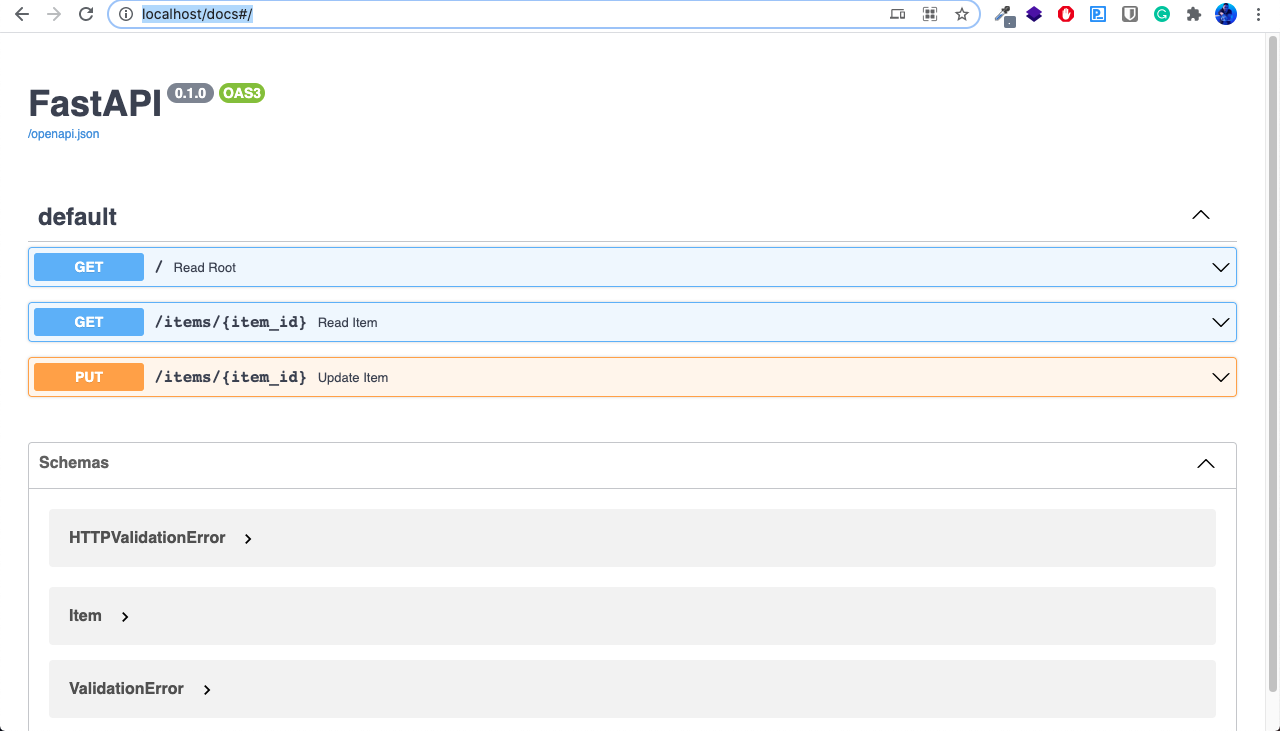 localhost/docs#/
FastAPI 0.1.0 OAS3
/openapi.json
default
GET / Read Root
GET /items/{item_id} Read Item
PUT /items/{item_id} Update Item
Schemas
HTTPValidationError
Item
ValidationError